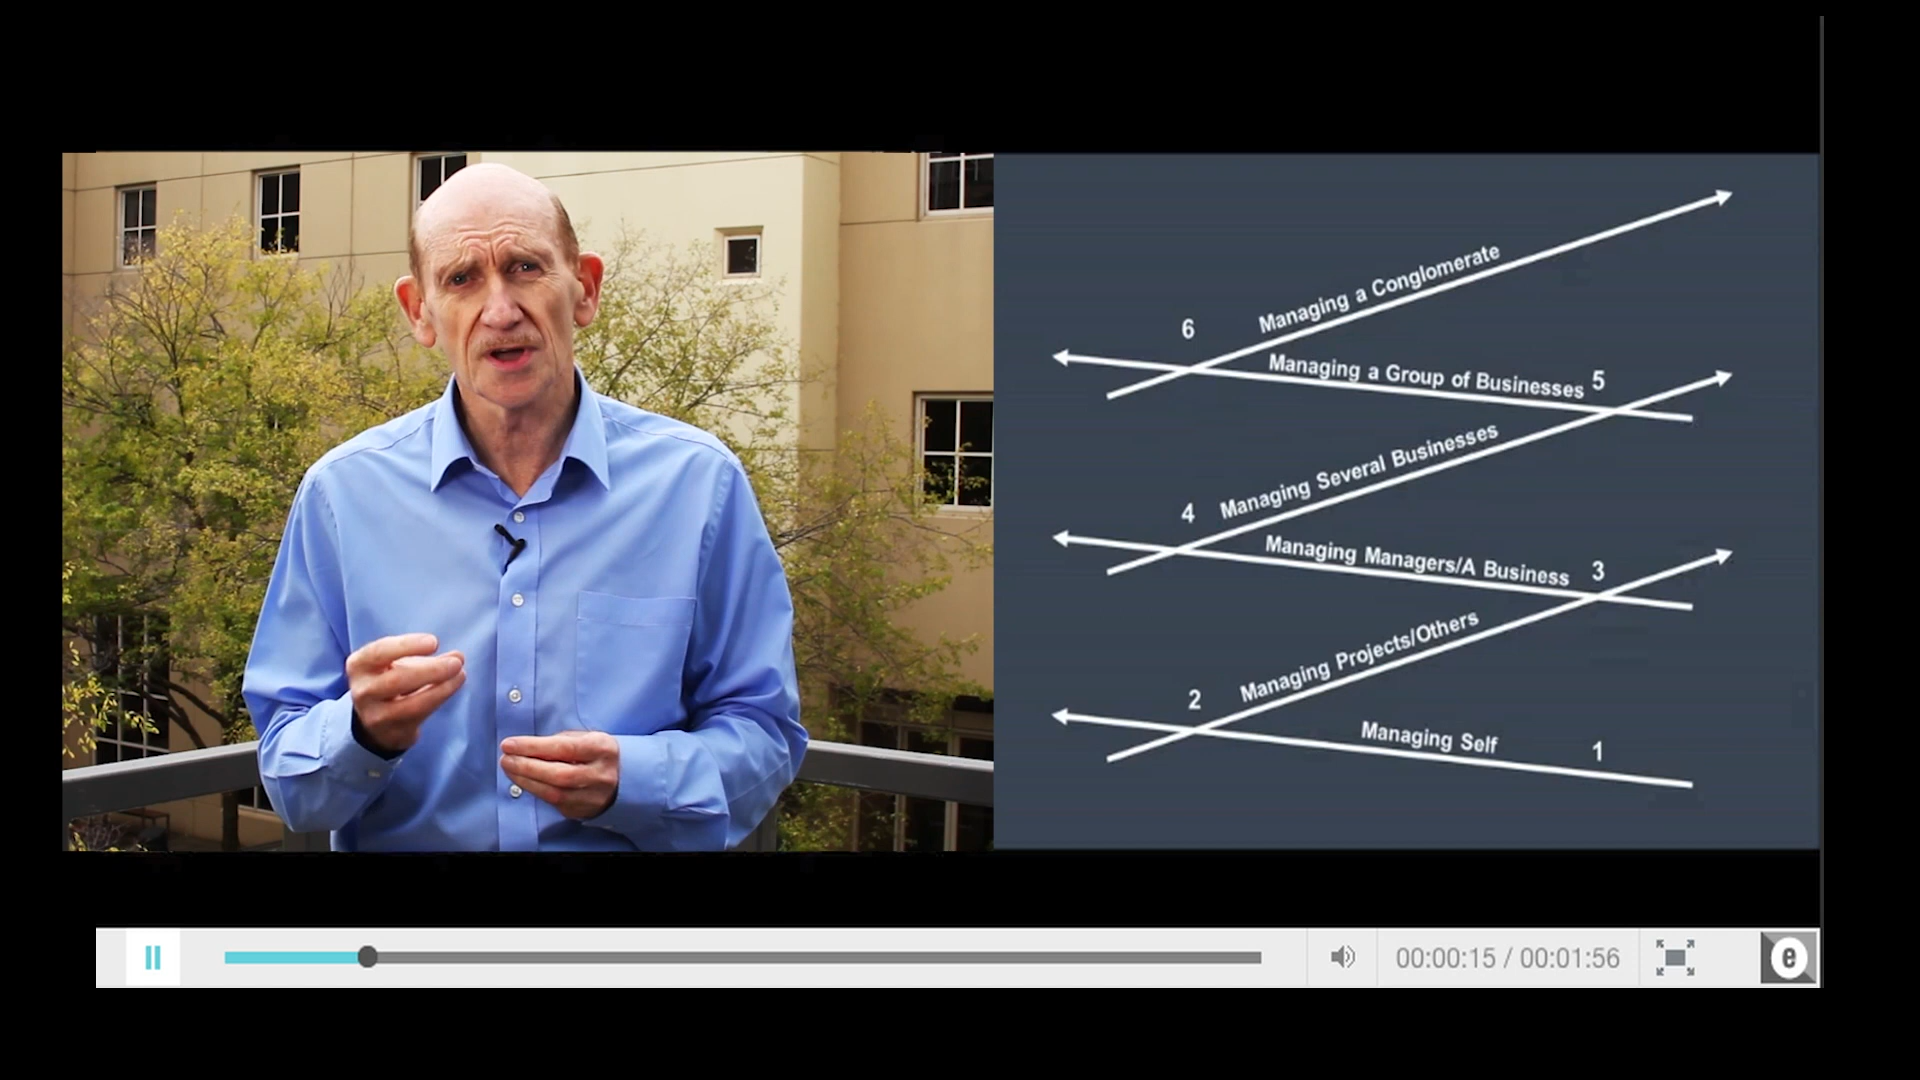 Managing a Conglomerate
6
Managing a Group of Businesses
5
Managing Several Businesses
4
Managing Managers/A Business
3
Managing Projects/Others
2
Managing Self
1
00:00:15 / 00:01:56
e